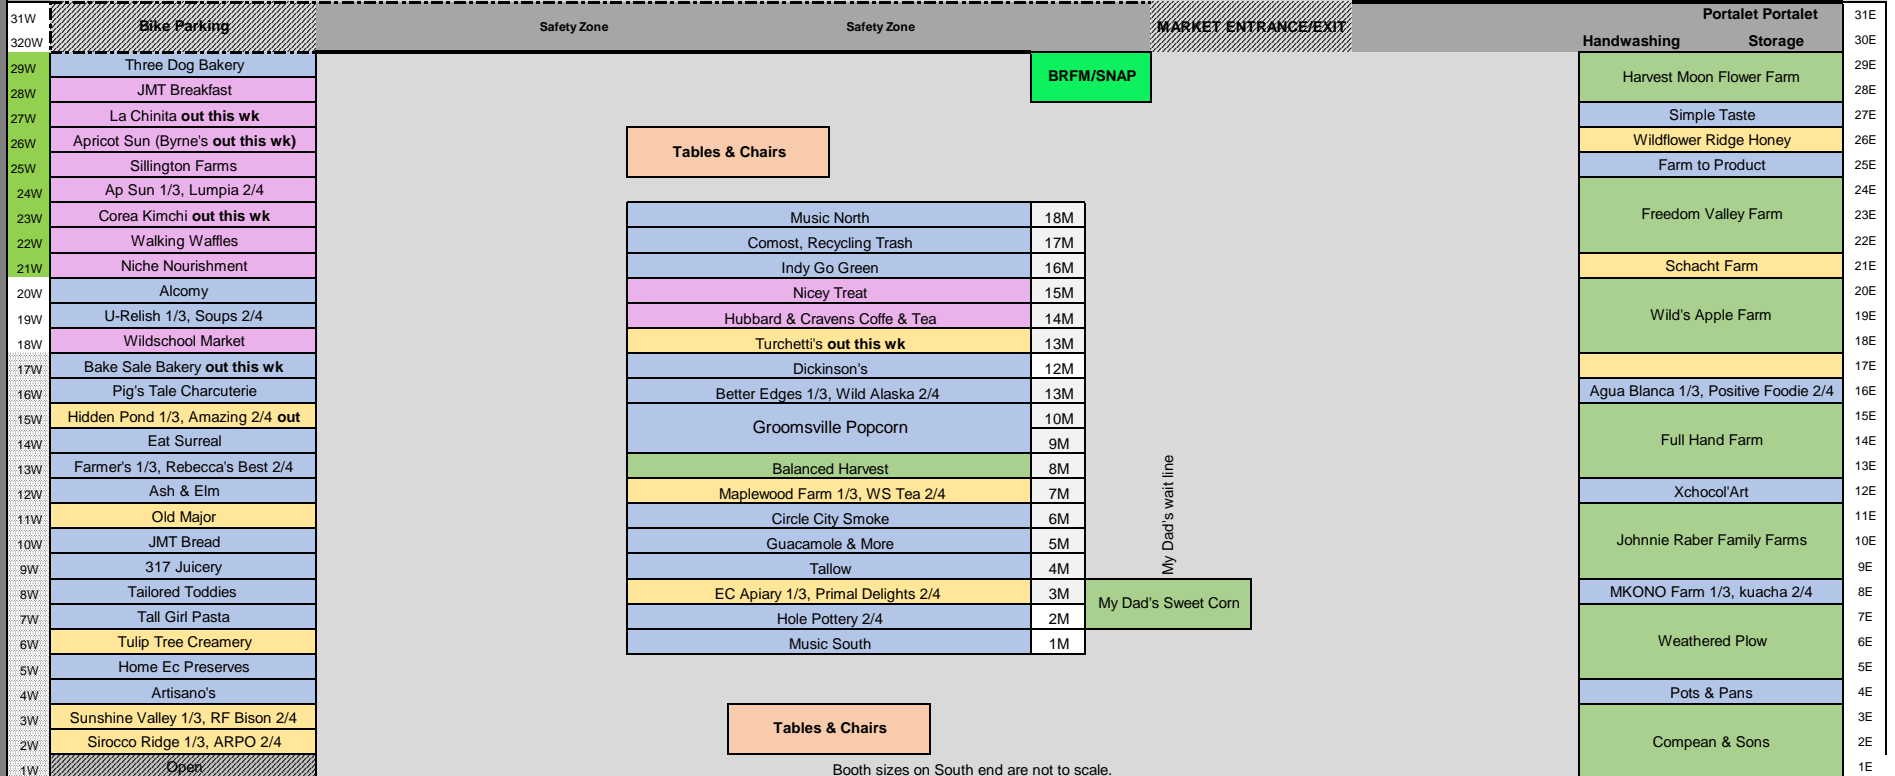 31W Bike Parking Safety Zone Safety Zone MARKET ENTRANCE/EXIT Portalet Portalet 31E
320W Handwashing Storage 30E
29W Three Dog Bakery BRFM/SNAP Harvest Moon Flower Farm 29E
28W JMT Breakfast 28E
27W La Chinita out this wk Simple Taste 27E
26W Apricot Sun (Byrne's out this wk) Tables & Chairs Wildflower Ridge Honey 26E
25W Sillington Farms Farm to Product 25E
24W Ap Sun 1/3, Lumpia 2/4 24E
23W Corea Kimchi out this wk Music North 18M Freedom Valley Farm 23E
22W Walking Waffles Comost, Recycling Trash 17M 22E
21W Niche Nourishment Indy Go Green 16M Schacht Farm 21E
20W Alcomy Nicey Treat 15M 20E
19W U-Relish 1/3, Soups 2/4 Hubbard & Cravens Coffe & Tea 14M Wild's Apple Farm 19E
18W Wildschool Market Turchetti's out this wk 13M 18E
17W Bake Sale Bakery out this wk Dickinson's 12M 17E
16W Pig's Tale Charcuterie Better Edges 1/3, Wild Alaska 2/4 13M Agua Blanca 1/3, Positive Foodie 2/4 16E
15W Hidden Pond 1/3, Amazing 2/4 out Groomsville Popcorn 10M 15E
14W Eat Surreal 9M Full Hand Farm 14E
13W Farmer's 1/3, Rebecca's Best 2/4 Balanced Harvest 8M 13E
12W Ash & Elm Maplewood Farm 1/3, WS Tea 2/4 7M My Dad's wait line Xchocol'Art 12E
11W Old Major Circle City Smoke 6M 11E
10W JMT Bread Guacamole & More 5M Johnnie Raber Family Farms 10E
9W 317 Juicery Tallow 4M 9E
8W Tailored Toddies EC Apiary 1/3, Primal Delights 2/4 3M My Dad's Sweet Corn MKONO Farm 1/3, kuacha 2/4 8E
7W Tall Girl Pasta Hole Pottery 2/4 2M 7E
6W Tulip Tree Creamery Music South 1M Weathered Plow 6E
5W Home Ec Preserves 5E
4W Artisano's Pots & Pans 4E
3W Sunshine Valley 1/3, RF Bison 2/4 Tables & Chairs 3E
2W Sirocco Ridge 1/3, ARPO 2/4 Compean & Sons 2E
1W Open Booth sizes on South end are not to scale. 1E